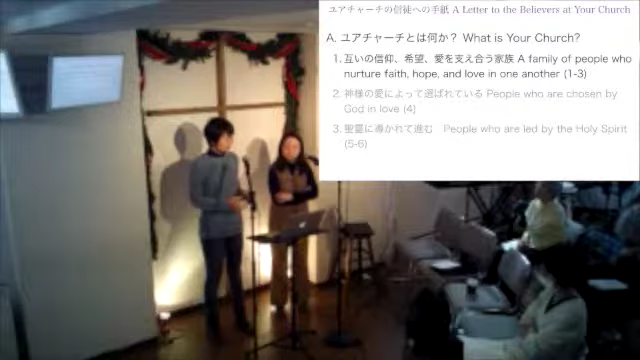 ユアチャーチの信徒への手紙 A Letter to the Believers at Your Church
A. ユアチャーチとは何か？ What is Your Church?
1. 互いの信仰、希望、愛を支え合う家族 A family of people who
nurture faith, hope, and love in one another (1-3)
2. 神様の愛によって選ばれている People who are chosen by
God in love (4)
3. 聖霊に導かれて進む People who are led by the Holy Spirit
(5-6)